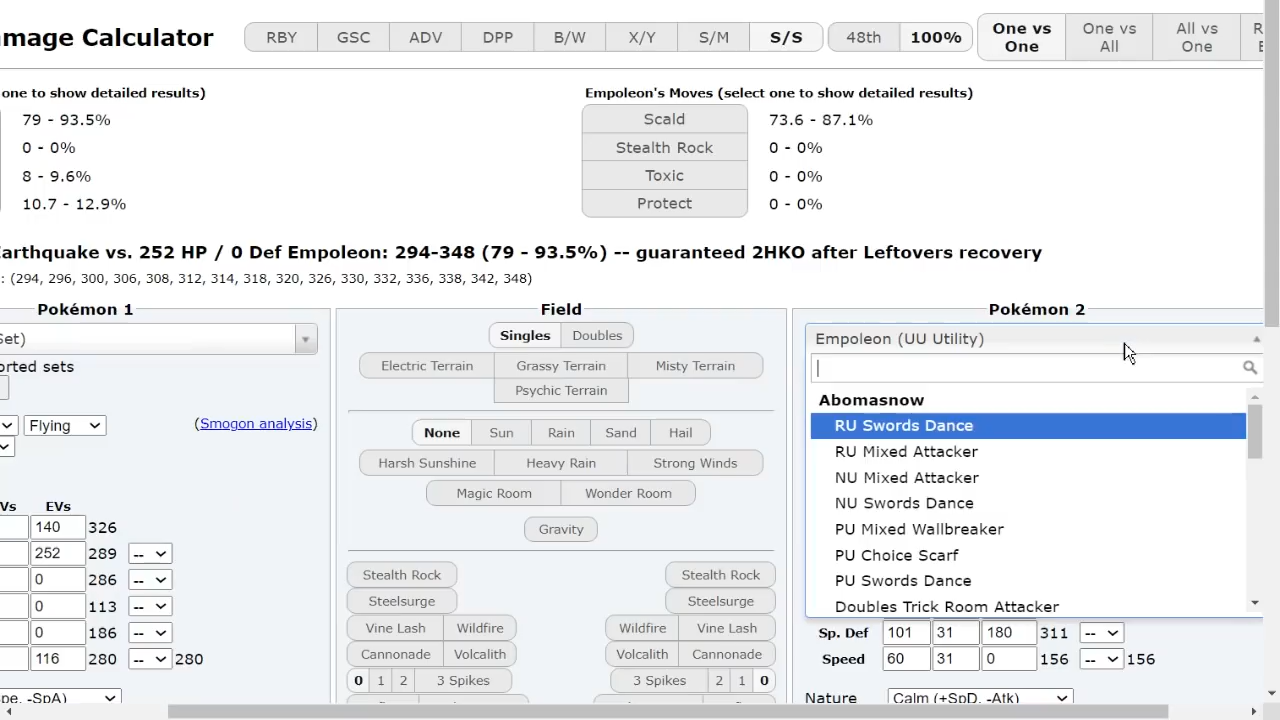 mage Calculator
RBY GSC ADV DPP B/W X/Y S/M S/S 48th 100% One vs One One vs All All vs One
one to show detailed results)
79 - 93.5%
0 - 0%
8 - 9.6%
10.7 - 12.9%
Empoleon's Moves (select one to show detailed results)
Scald 73.6 - 87.1%
Stealth Rock 0 - 0%
Toxic 0 - 0%
Protect 0 - 0%
Earthquake vs. 252 HP / 0 Def Empoleon: 294-348 (79 - 93.5%) -- guaranteed 2HKO after Leftovers recovery
: (294, 296, 300, 306, 308, 312, 314, 318, 320, 326, 330, 332, 336, 338, 342, 348)
Pokémon 1
Set)
orted sets
Flying (Smogon analysis)
Vs EVs
140 326
252 289 --
0 286 --
0 113 --
0 186 --
116 280 -- 280
pe, -SpA)
Field
Singles Doubles
Electric Terrain Grassy Terrain Misty Terrain
Psychic Terrain
None Sun Rain Sand Hail
Harsh Sunshine Heavy Rain Strong Winds
Magic Room Wonder Room
Gravity
Stealth Rock Stealth Rock
Steelsurge Steelsurge
Vine Lash Wildfire Wildfire Vine Lash
Cannonade Volcalith Volcalith Cannonade
0 1 2 3 Spikes 3 Spikes 2 1 0
Pokémon 2
Empoleon (UU Utility)
Abomasnow
RU Swords Dance
RU Mixed Attacker
NU Mixed Attacker
NU Swords Dance
PU Mixed Wallbreaker
PU Choice Scarf
PU Swords Dance
Doubles Trick Room Attacker
Sp. Def 101 31 180 311 --
Speed 60 31 0 156 -- 156
Nature Calm (+SpD, -Atk)